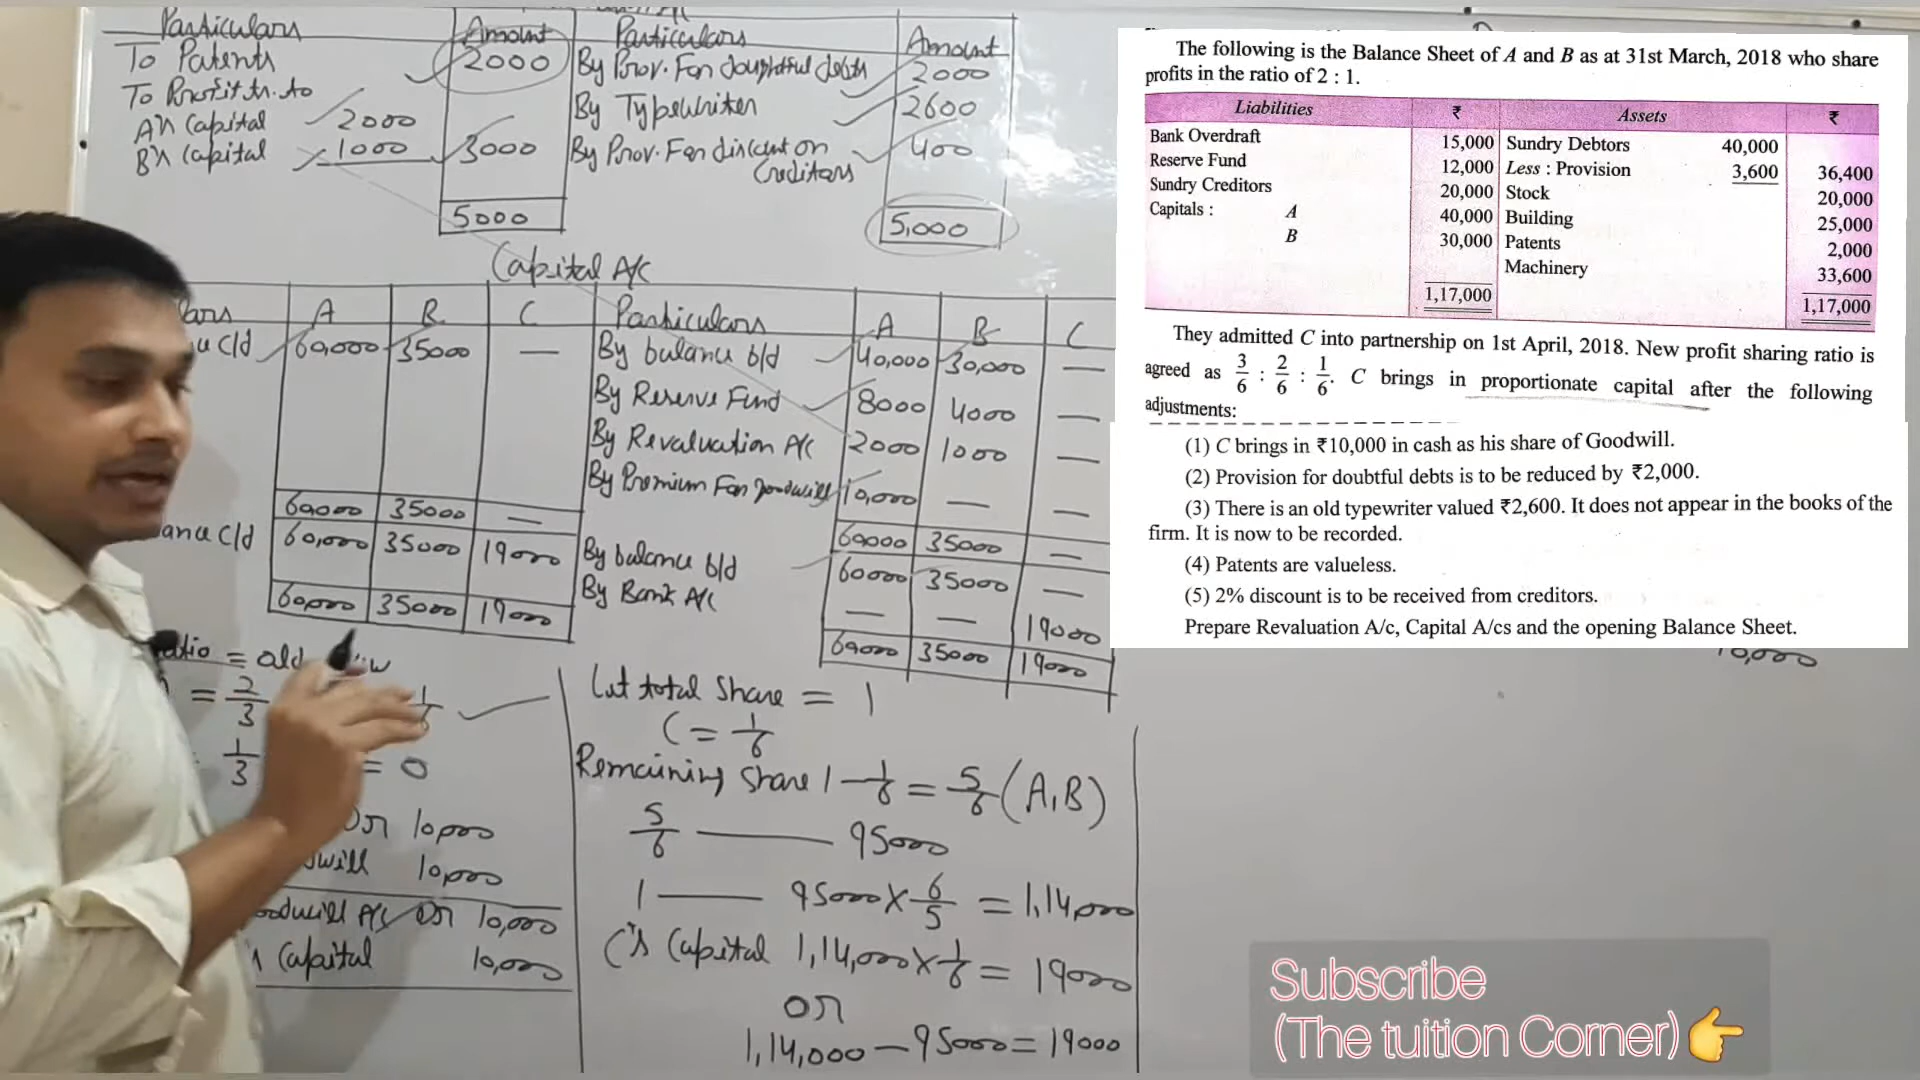 Particulars Amount Particulars Amount
To Patents 2000 By Prov. For doughtful debts 2000
To Profit tr. to By Typewriter 2600
A's Capital 2000
B's Capital 1000 3000 By Prov. For discount on Creditors 400
5000 5,000
Capital A/c
A B C Particulars A B C
c/d 60,000 35000 — By balance b/d 40,000 30,000 —
By Reserve Fund 8000 4000 —
By Revaluation A/c 2000 1000 —
By Premium For goodwill 10,000 — —
60000 35000 — 60000 35000 —
c/d 60,000 35000 19000 By balance b/d 60000 35000 —
By Bank A/c — — 19000
60,000 35000 19000 60000 35000 19000
= old
= 2/3 1/6
1/3 = 0
Dr 10,000
10,000
A/c Dr 10,000
Capital 10,000
Let total Share = 1
C = 1/6
Remaining Share 1 – 1/6 = 5/6 (A,B)
5/6 — 95000
1 — 95000 × 6/5 = 1,14,000
C's Capital 1,14,000 × 1/6 = 19000
or
1,14,000 – 95000 = 19000
The following is the Balance Sheet of A and B as at 31st March, 2018 who share
profits in the ratio of 2 : 1.
Liabilities ₹ Assets ₹
Bank Overdraft 15,000 Sundry Debtors 40,000
Reserve Fund 12,000 Less : Provision 3,600 36,400
Sundry Creditors 20,000 Stock 20,000
Capitals : A 40,000 Building 25,000
B 30,000 Patents 2,000
Machinery 33,600
1,17,000 1,17,000
They admitted C into partnership on 1st April, 2018. New profit sharing ratio is
agreed as 3/6 : 2/6 : 1/6. C brings in proportionate capital after the following
adjustments:
(1) C brings in ₹10,000 in cash as his share of Goodwill.
(2) Provision for doubtful debts is to be reduced by ₹2,000.
(3) There is an old typewriter valued ₹2,600. It does not appear in the books of the
firm. It is now to be recorded.
(4) Patents are valueless.
(5) 2% discount is to be received from creditors.
Prepare Revaluation A/c, Capital A/cs and the opening Balance Sheet.
10,000
Subscribe
(The tuition Corner)